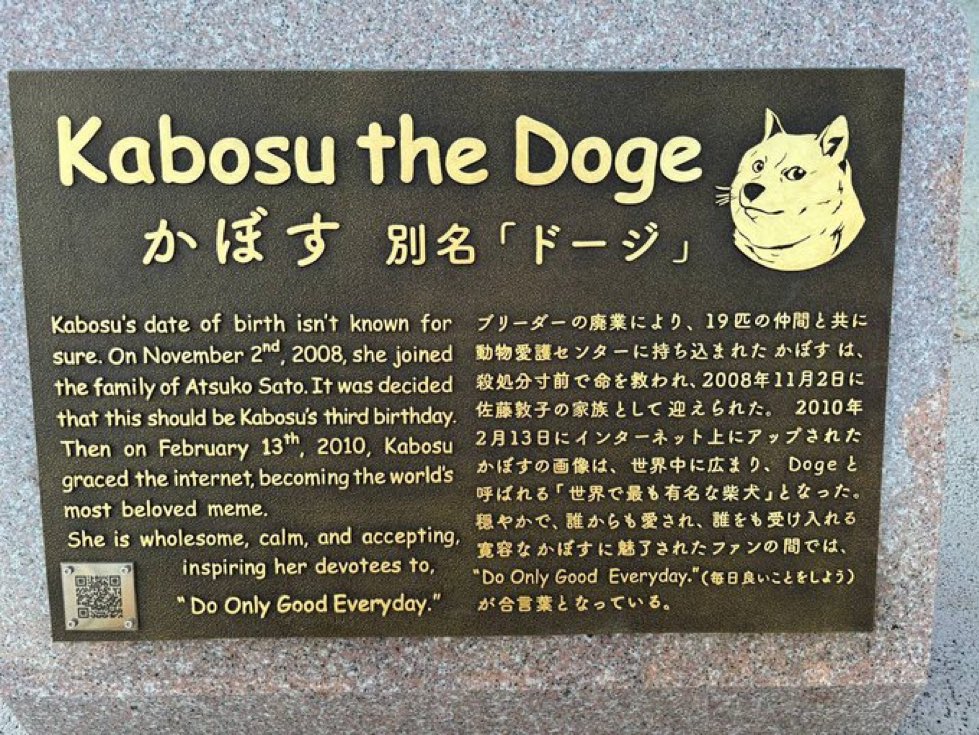 Kabosu the Doge
かぼす 別名「ドージ」
Kabosu's date of birth isn't known for
sure. On November 2nd, 2008, she joined
the family of Atsuko Sato. It was decided
that this should be Kabosu's third birthday.
Then on February 13th, 2010, Kabosu
graced the internet, becoming the world's
most beloved meme.
She is wholesome, calm, and accepting,
inspiring her devotees to,
"Do Only Good Everyday."
ブリーダーの廃業により、19匹の仲間と共に
動物愛護センターに持ち込まれた かぼす は、
殺処分寸前で命を救われ、2008年11月2日に
佐藤敦子の家族として迎えられた。 2010年
2月13日にインターネット上にアップされた
かぼすの画像は、世界中に広まり、Dogeと
呼ばれる「世界で最も有名な柴犬」となった。
穏やかで、誰からも愛され、誰をも受け入れる
寛容なかぼすに魅了されたファンの間では、
"Do Only Good Everyday."(毎日良いことをしよう)
が合言葉となっている。